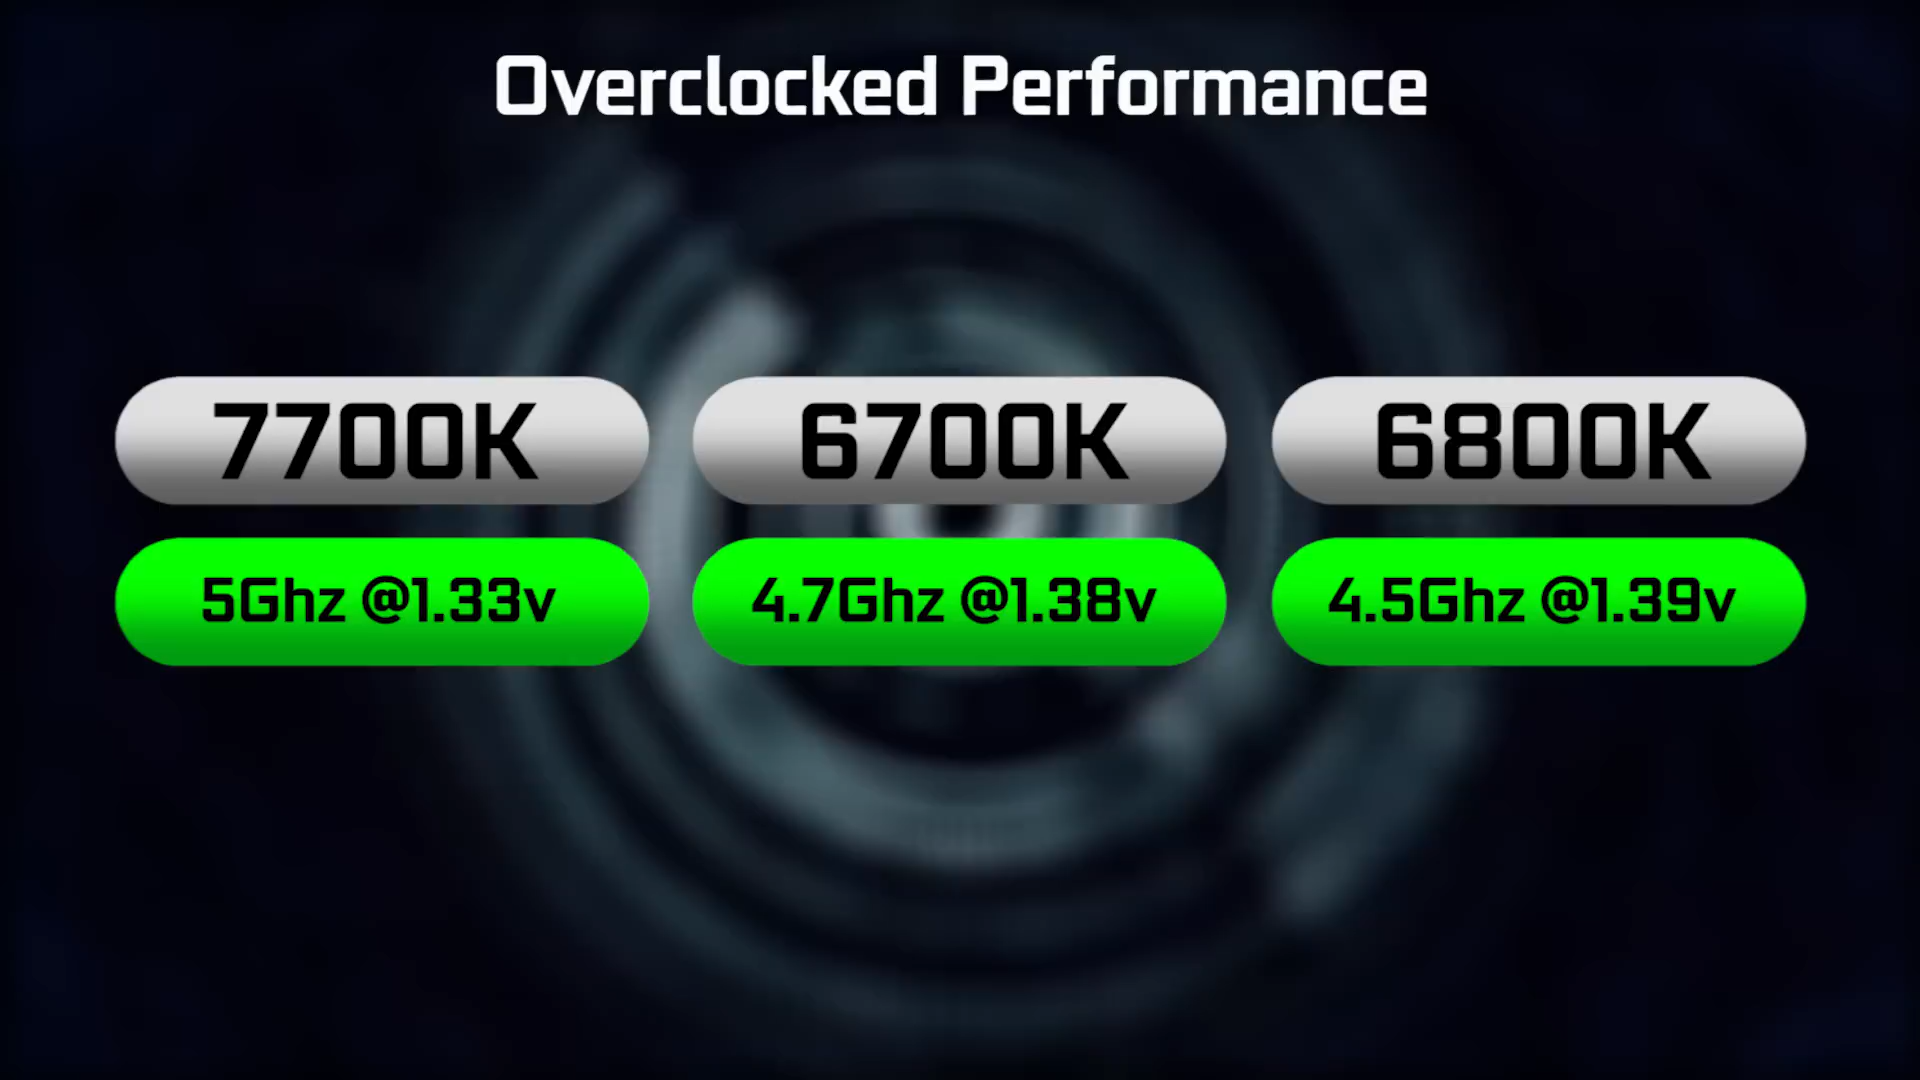 Overclocked Performance
7700K 6700K 6800K
5Ghz @1.33v 4.7Ghz @1.38v 4.5Ghz @1.39v